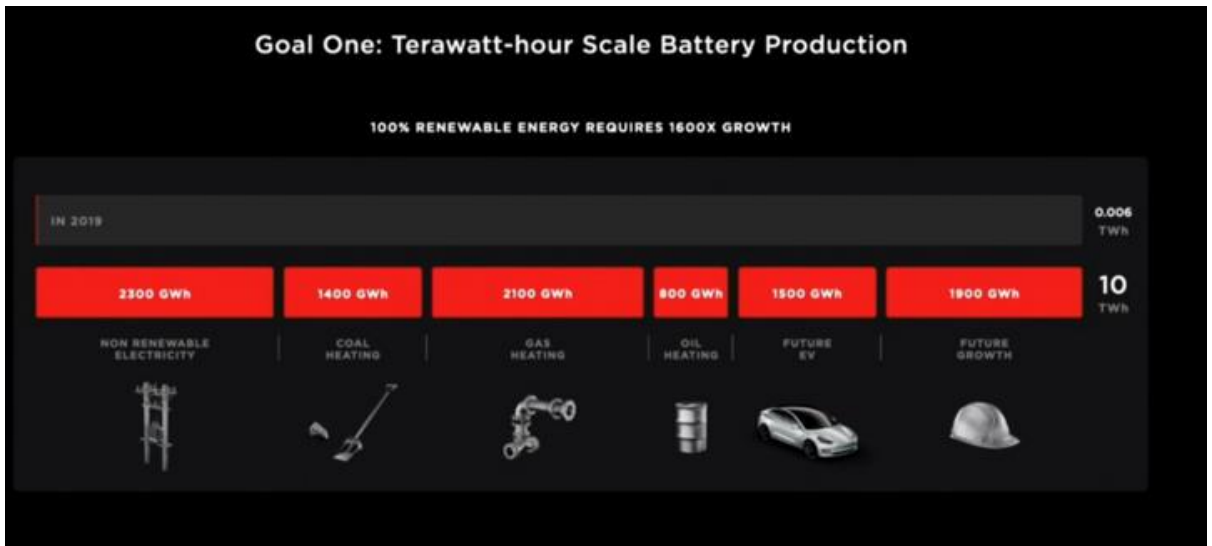 Goal One: Terawatt-hour Scale Battery Production
100% RENEWABLE ENERGY REQUIRES 1600X GROWTH
IN 2019
0.006
TWh
2300 GWh
1400 GWh
2100 GWh
800 GWh
1500 GWh
1900 GWh
10
TWh
NON RENEWABLE
ELECTRICITY
COAL
HEATING
GAS
HEATING
OIL
HEATING
FUTURE
EV
FUTURE
GROWTH